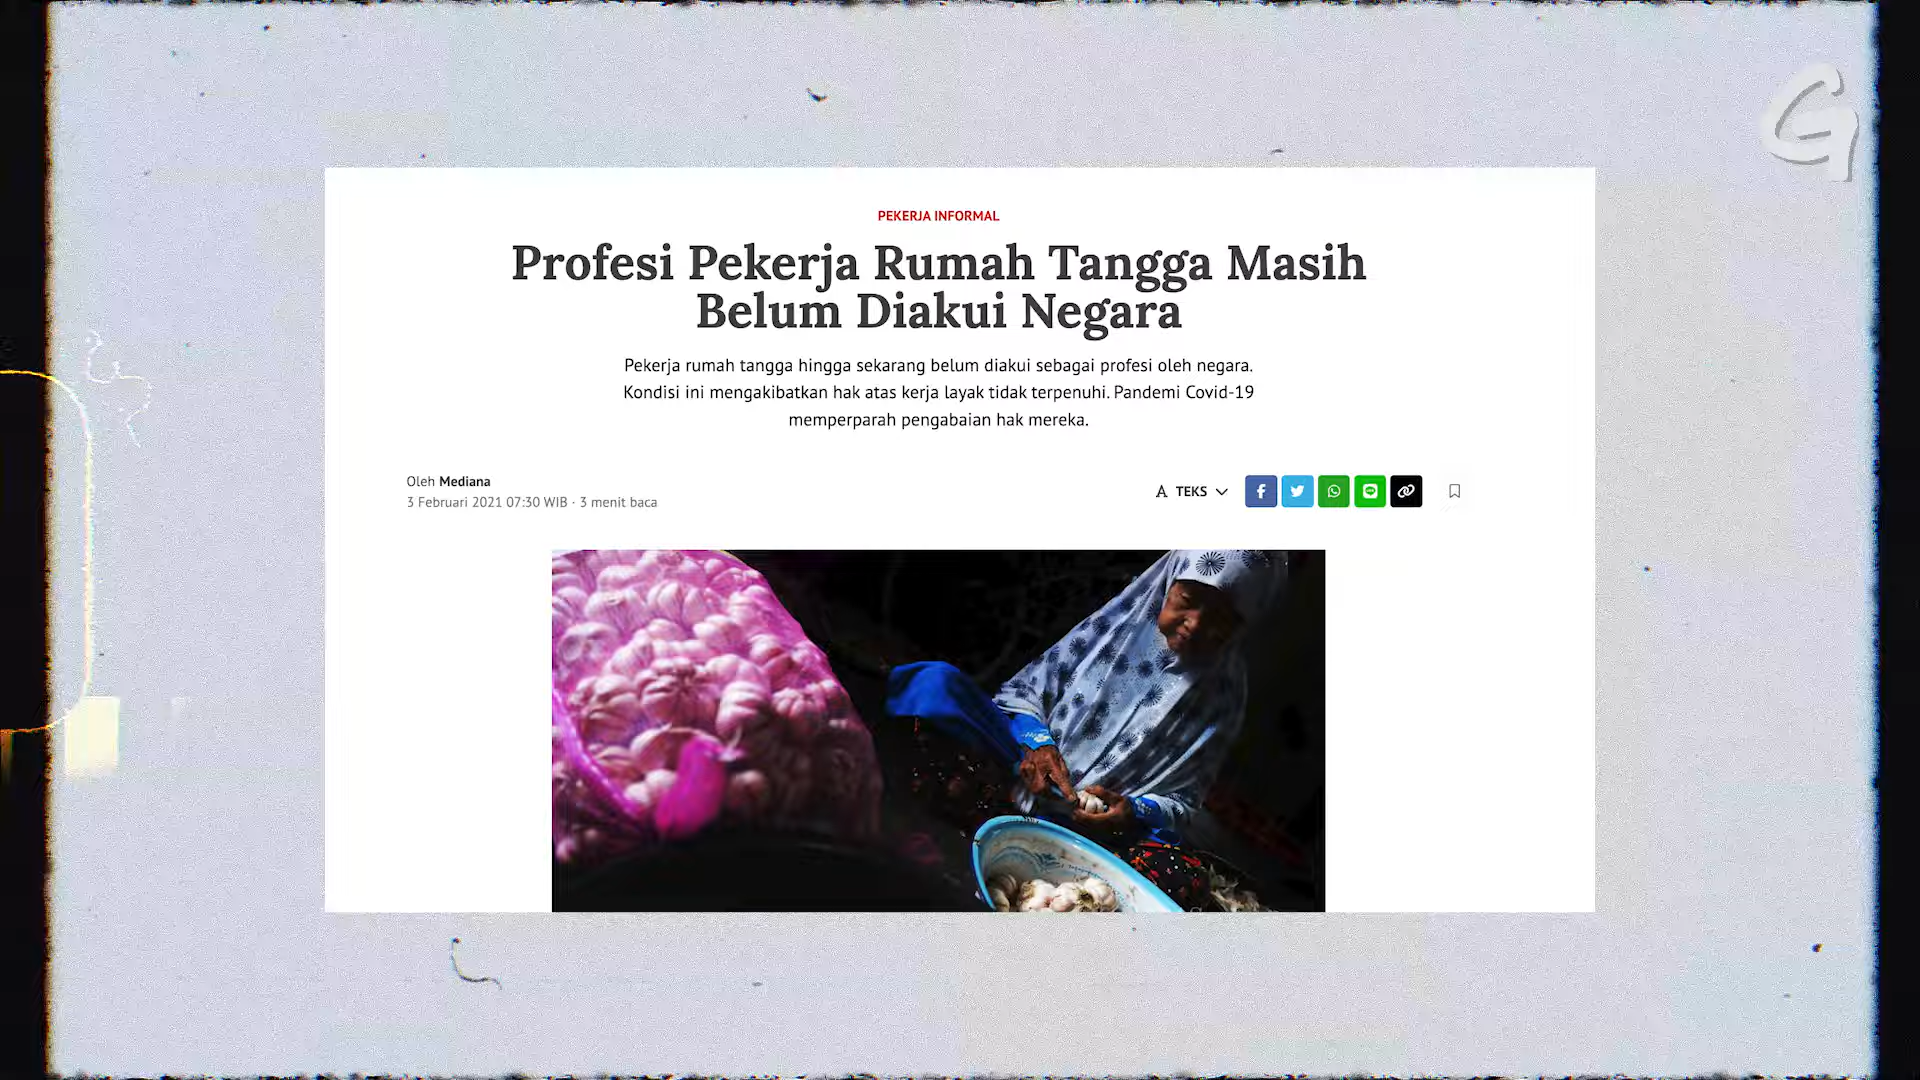 PEKERJA INFORMAL
Profesi Pekerja Rumah Tangga Masih
Belum Diakui Negara
Pekerja rumah tangga hingga sekarang belum diakui sebagai profesi oleh negara.
Kondisi ini mengakibatkan hak atas kerja layak tidak terpenuhi. Pandemi Covid-19
memperparah pengabaian hak mereka.
Oleh Mediana
3 Februari 2021 07:30 WIB · 3 menit baca
A TEKS
G